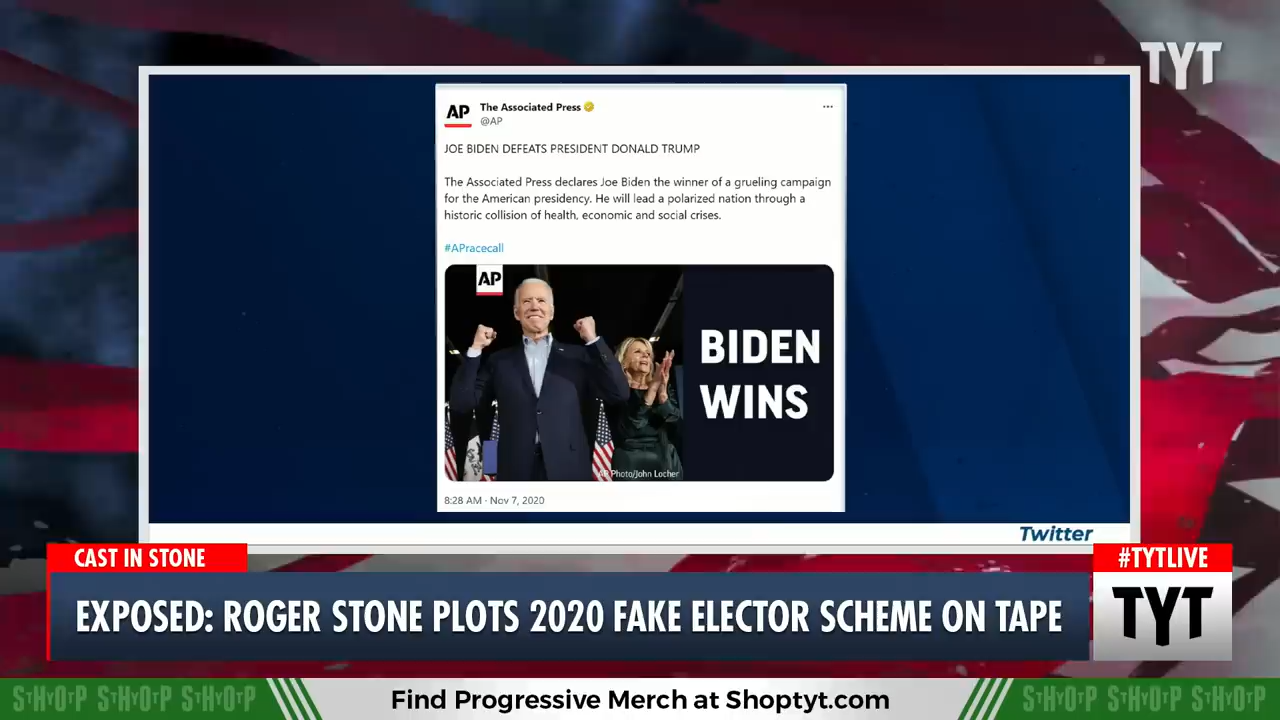 TYT
AP
The Associated Press
@AP
JOE BIDEN DEFEATS PRESIDENT DONALD TRUMP
The Associated Press declares Joe Biden the winner of a grueling campaign
for the American presidency. He will lead a polarized nation through a
historic collision of health, economic and social crises.
#APracecall
AP
BIDEN
WINS
AP Photo/John Locher
8:28 AM · Nov 7, 2020
Twitter
CAST IN STONE
#TYTLIVE
EXPOSED: ROGER STONE PLOTS 2020 FAKE ELECTOR SCHEME ON TAPE
TYT
Find Progressive Merch at Shoptyt.com